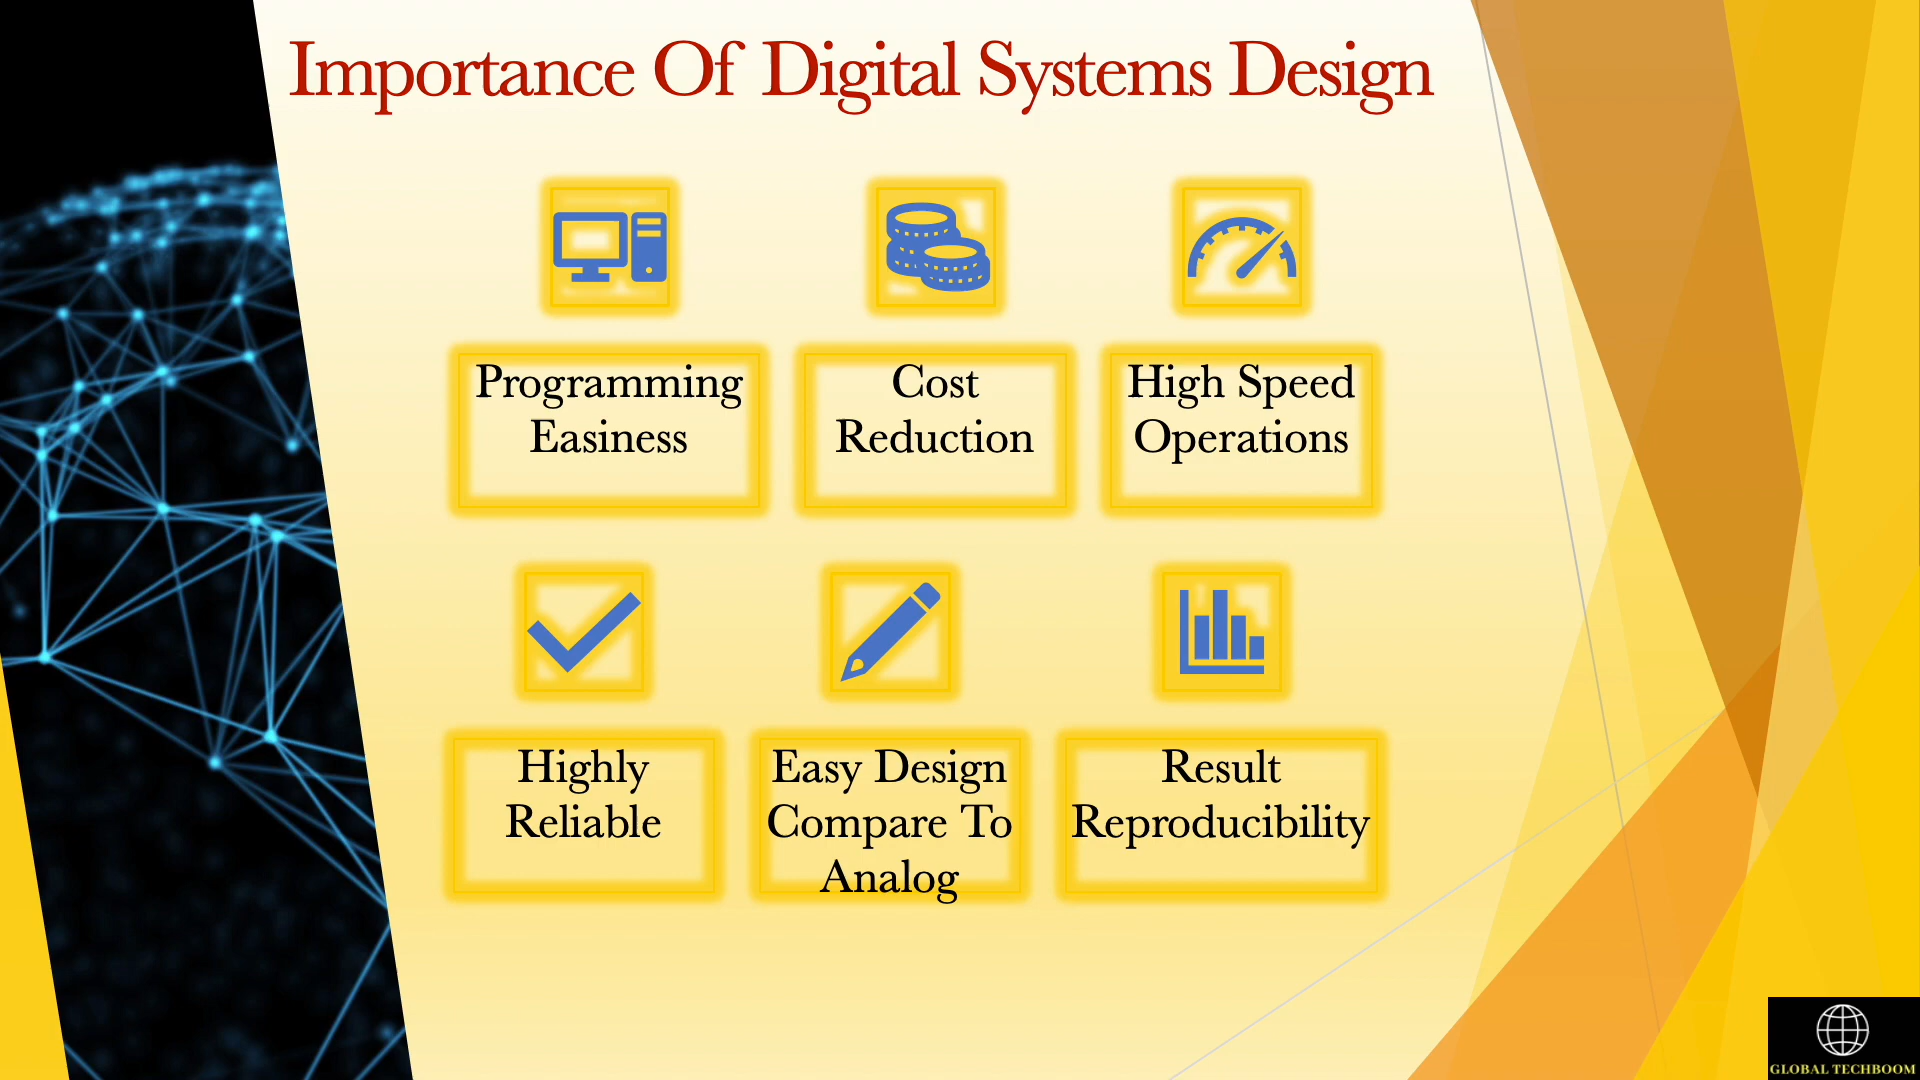 Importance Of Digital Systems Design
Programming
Easiness
Cost
Reduction
High Speed
Operations
Highly
Reliable
Easy Design
Compare To
Analog
Result
Reproducibility
GLOBAL TECHBOOM